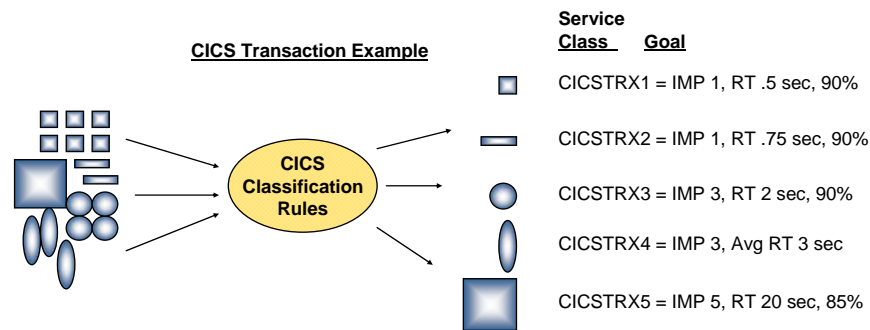 CICS Transaction Example
Service
Class Goal
CICSTRX1 = IMP 1, RT .5 sec, 90%
CICSTRX2 = IMP 1, RT .75 sec, 90%
CICS
Classification
Rules
CICSTRX3 = IMP 3, RT 2 sec, 90%
CICSTRX4 = IMP 3, Avg RT 3 sec
CICSTRX5 = IMP 5, RT 20 sec, 85%